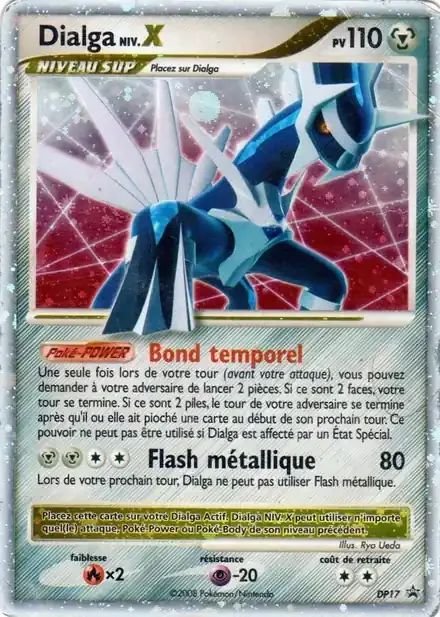 Dialga NIV.X PV110
NIVEAU SUP Placez sur Dialga
Poké-POWER Bond temporel
Une seule fois lors de votre tour (avant votre attaque), vous pouvez
demander à votre adversaire de lancer 2 pièces. Si ce sont 2 faces, votre
tour se termine. Si ce sont 2 piles, le tour de votre adversaire se termine
après qu'il ou elle ait pioché une carte au début de son prochain tour. Ce
pouvoir ne peut pas être utilisé si Dialga est affecté par un État Spécial.
Flash métallique 80
Lors de votre prochain tour, Dialga ne peut pas utiliser Flash métallique.
Placez cette carte sur votre Dialga Actif. Dialga NIV.X peut utiliser n'importe
quel(le) attaque, Poké-Power ou Poké-Body de son niveau précédent.
Illus. Ryo Ueda
faiblesse résistance coût de retraite
×2 -20
©2008 Pokémon/Nintendo DP17